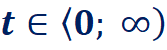 t ∈ ⟨0; ∞)